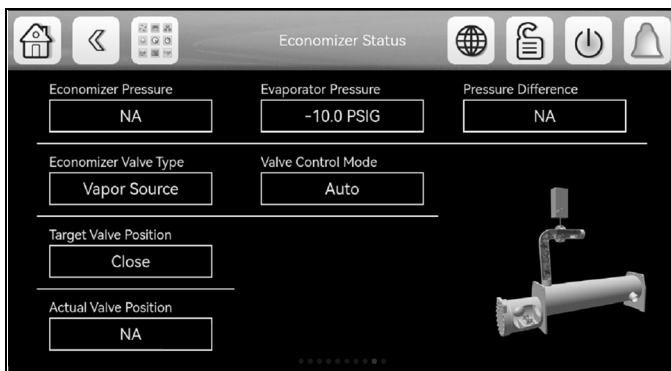 Economizer Status
Economizer Pressure Evaporator Pressure Pressure Difference
NA -10.0 PSIG NA
Economizer Valve Type Valve Control Mode
Vapor Source Auto
Target Valve Position
Close
Actual Valve Position
NA